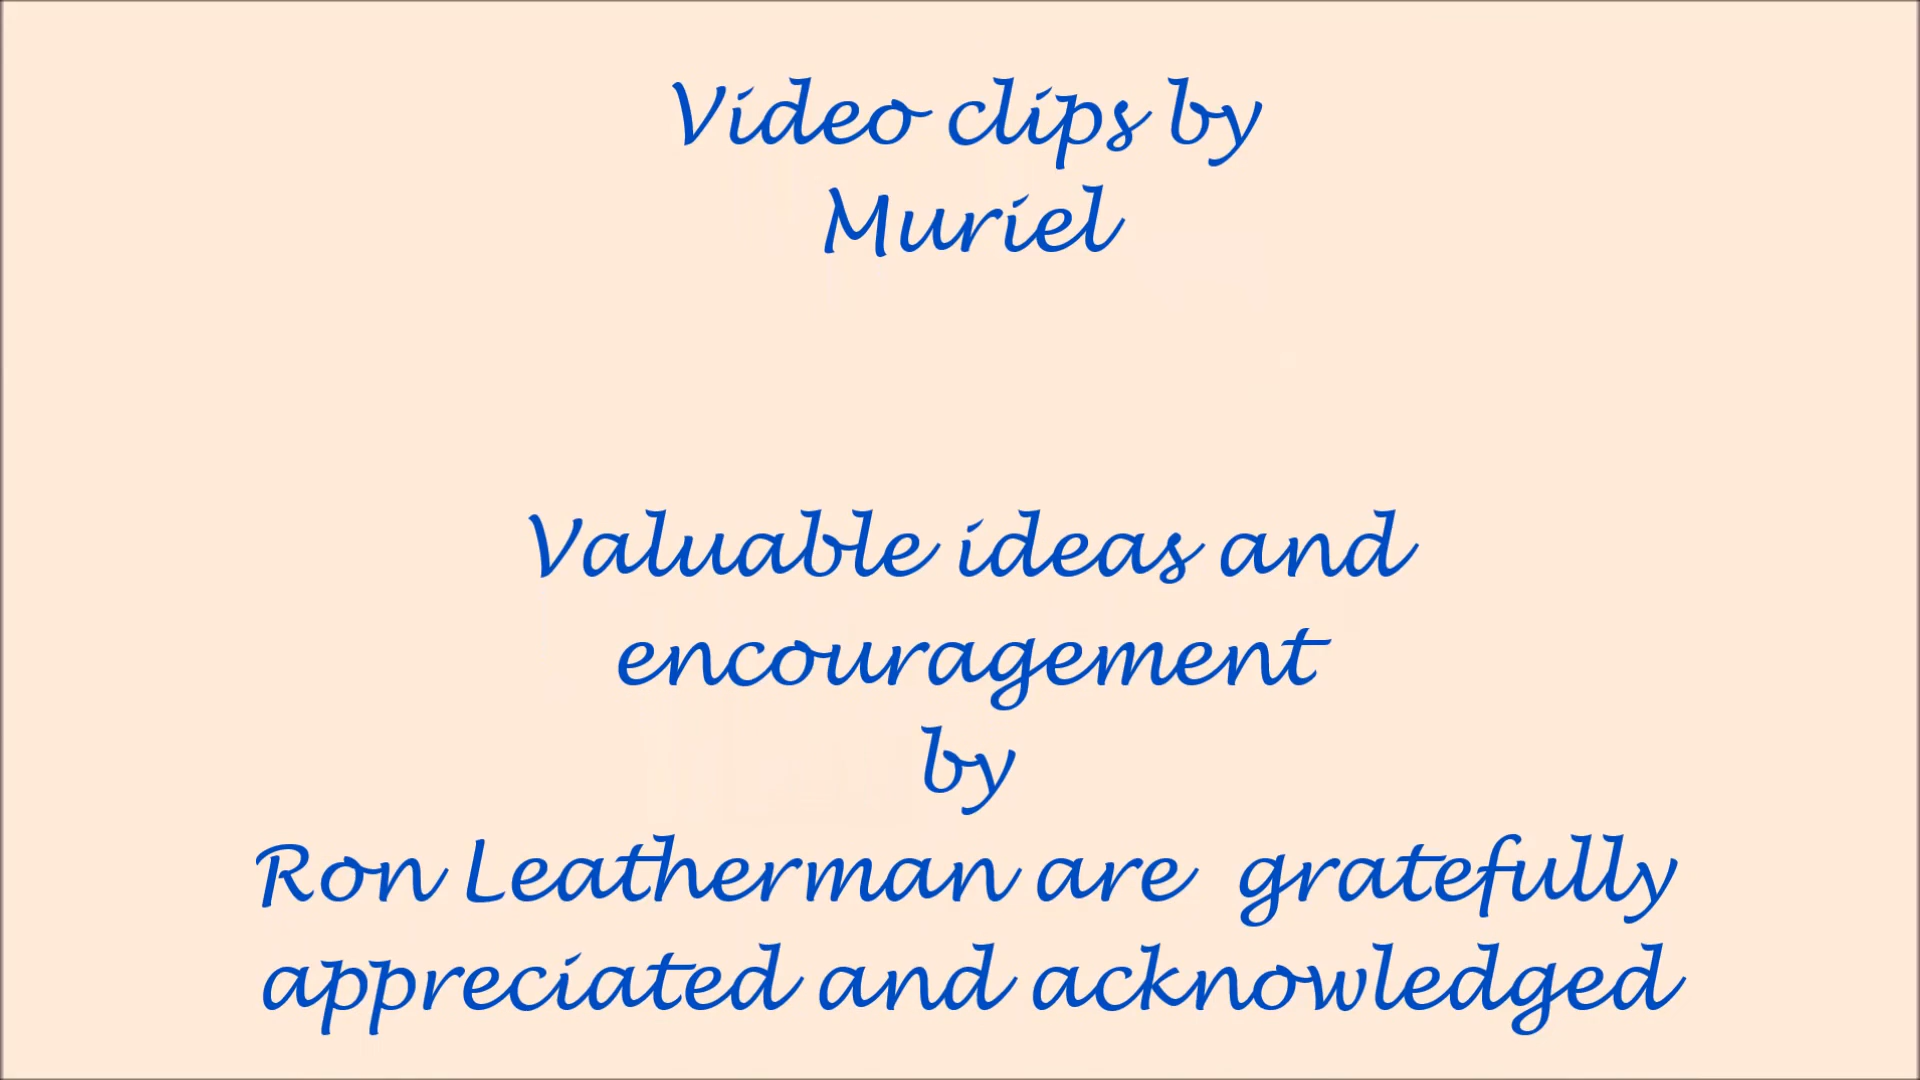 Video clips by
Muriel
Valuable ideas and
encouragement
by
Ron Leatherman are  gratefully
appreciated and acknowledged